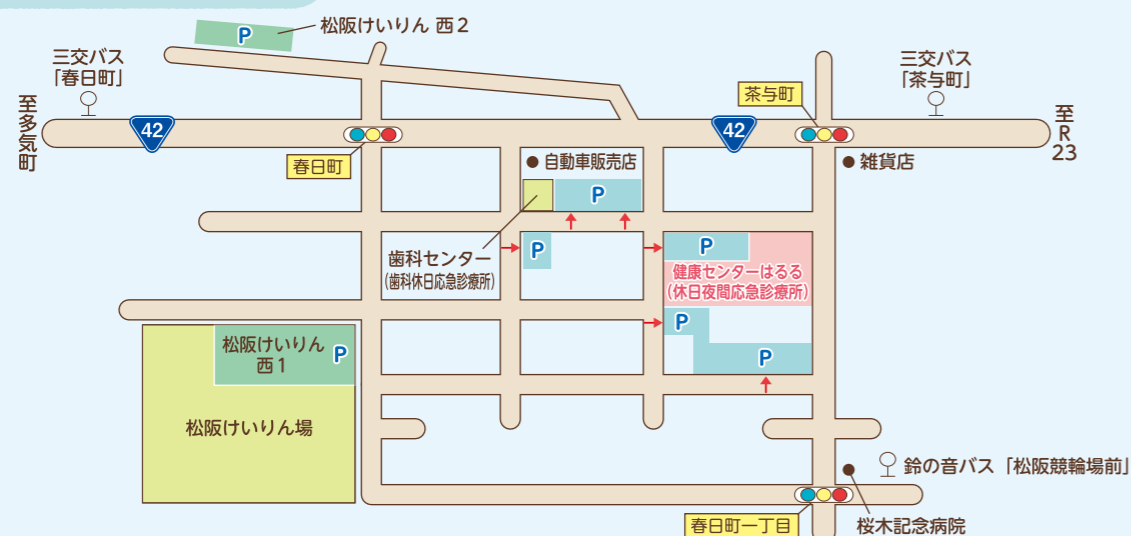 P
松阪けいりん 西2
三交バス
「春日町」
三交バス
「茶与町」
至多気町
42
春日町
42
茶与町
至R23
自動車販売店
雑貨店
P
歯科センター
(歯科休日応急診療所)
P
P
健康センターはるる
(休日夜間応急診療所)
P
P
松阪けいりん
西1
P
松阪けいりん場
鈴の音バス「松阪競輪場前」
春日町一丁目
桜木記念病院